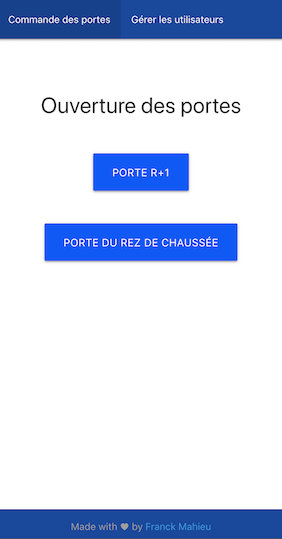 Commande des portes Gérer les utilisateurs
Ouverture des portes
PORTE R+1
PORTE DU REZ DE CHAUSSÉE
Made with ♥ by Franck Mahieu